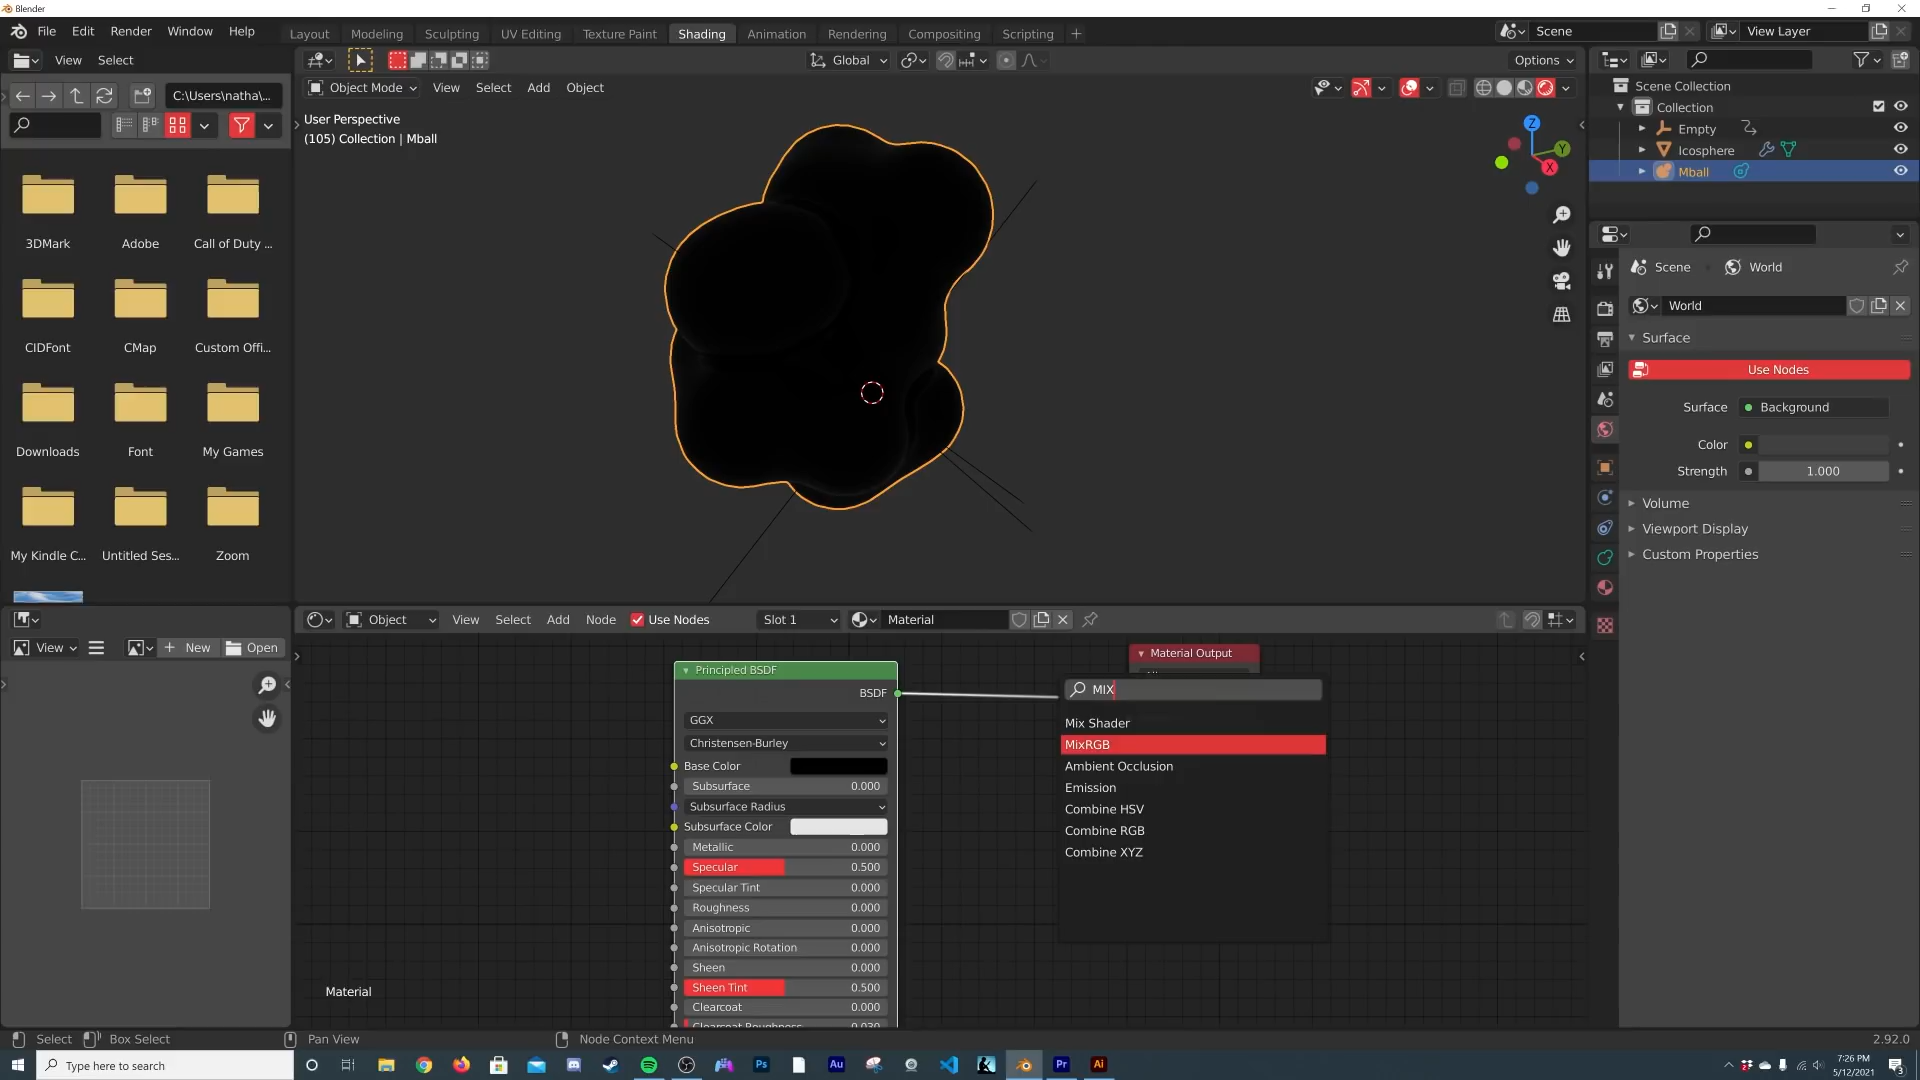 Blender
File Edit Render Window Help
Layout Modeling Sculpting UV Editing Texture Paint Shading Animation Rendering Compositing Scripting +
Scene
View Layer
View Select
Global
Options
C:\Users\natha\...
Object Mode View Select Add Object
User Perspective
(105) Collection | Mball
Z
Y
X
3DMark Adobe Call of Duty ...
CIDFont CMap Custom Offi...
Downloads Font My Games
My Kindle C... Untitled Ses... Zoom
Scene Collection
Collection
Empty
Icosphere
Mball
Scene World
World
Surface
Use Nodes
Surface Background
Color
Strength 1.000
Volume
Viewport Display
Custom Properties
View New Open
Object View Select Add Node Use Nodes Slot 1 Material
Principled BSDF
BSDF
GGX
Christensen-Burley
Base Color
Subsurface 0.000
Subsurface Radius
Subsurface Color
Metallic 0.000
Specular 0.500
Specular Tint 0.000
Roughness 0.000
Anisotropic 0.000
Anisotropic Rotation 0.000
Sheen 0.000
Sheen Tint 0.500
Clearcoat 0.000
Clearcoat Roughness 0.030
Material Output
MIX
Mix Shader
MixRGB
Ambient Occlusion
Emission
Combine HSV
Combine RGB
Combine XYZ
Material
Select Box Select Pan View Node Context Menu 2.92.0
Type here to search
Ps
Au
Pr
Ai
7:26 PM
5/12/2021
3